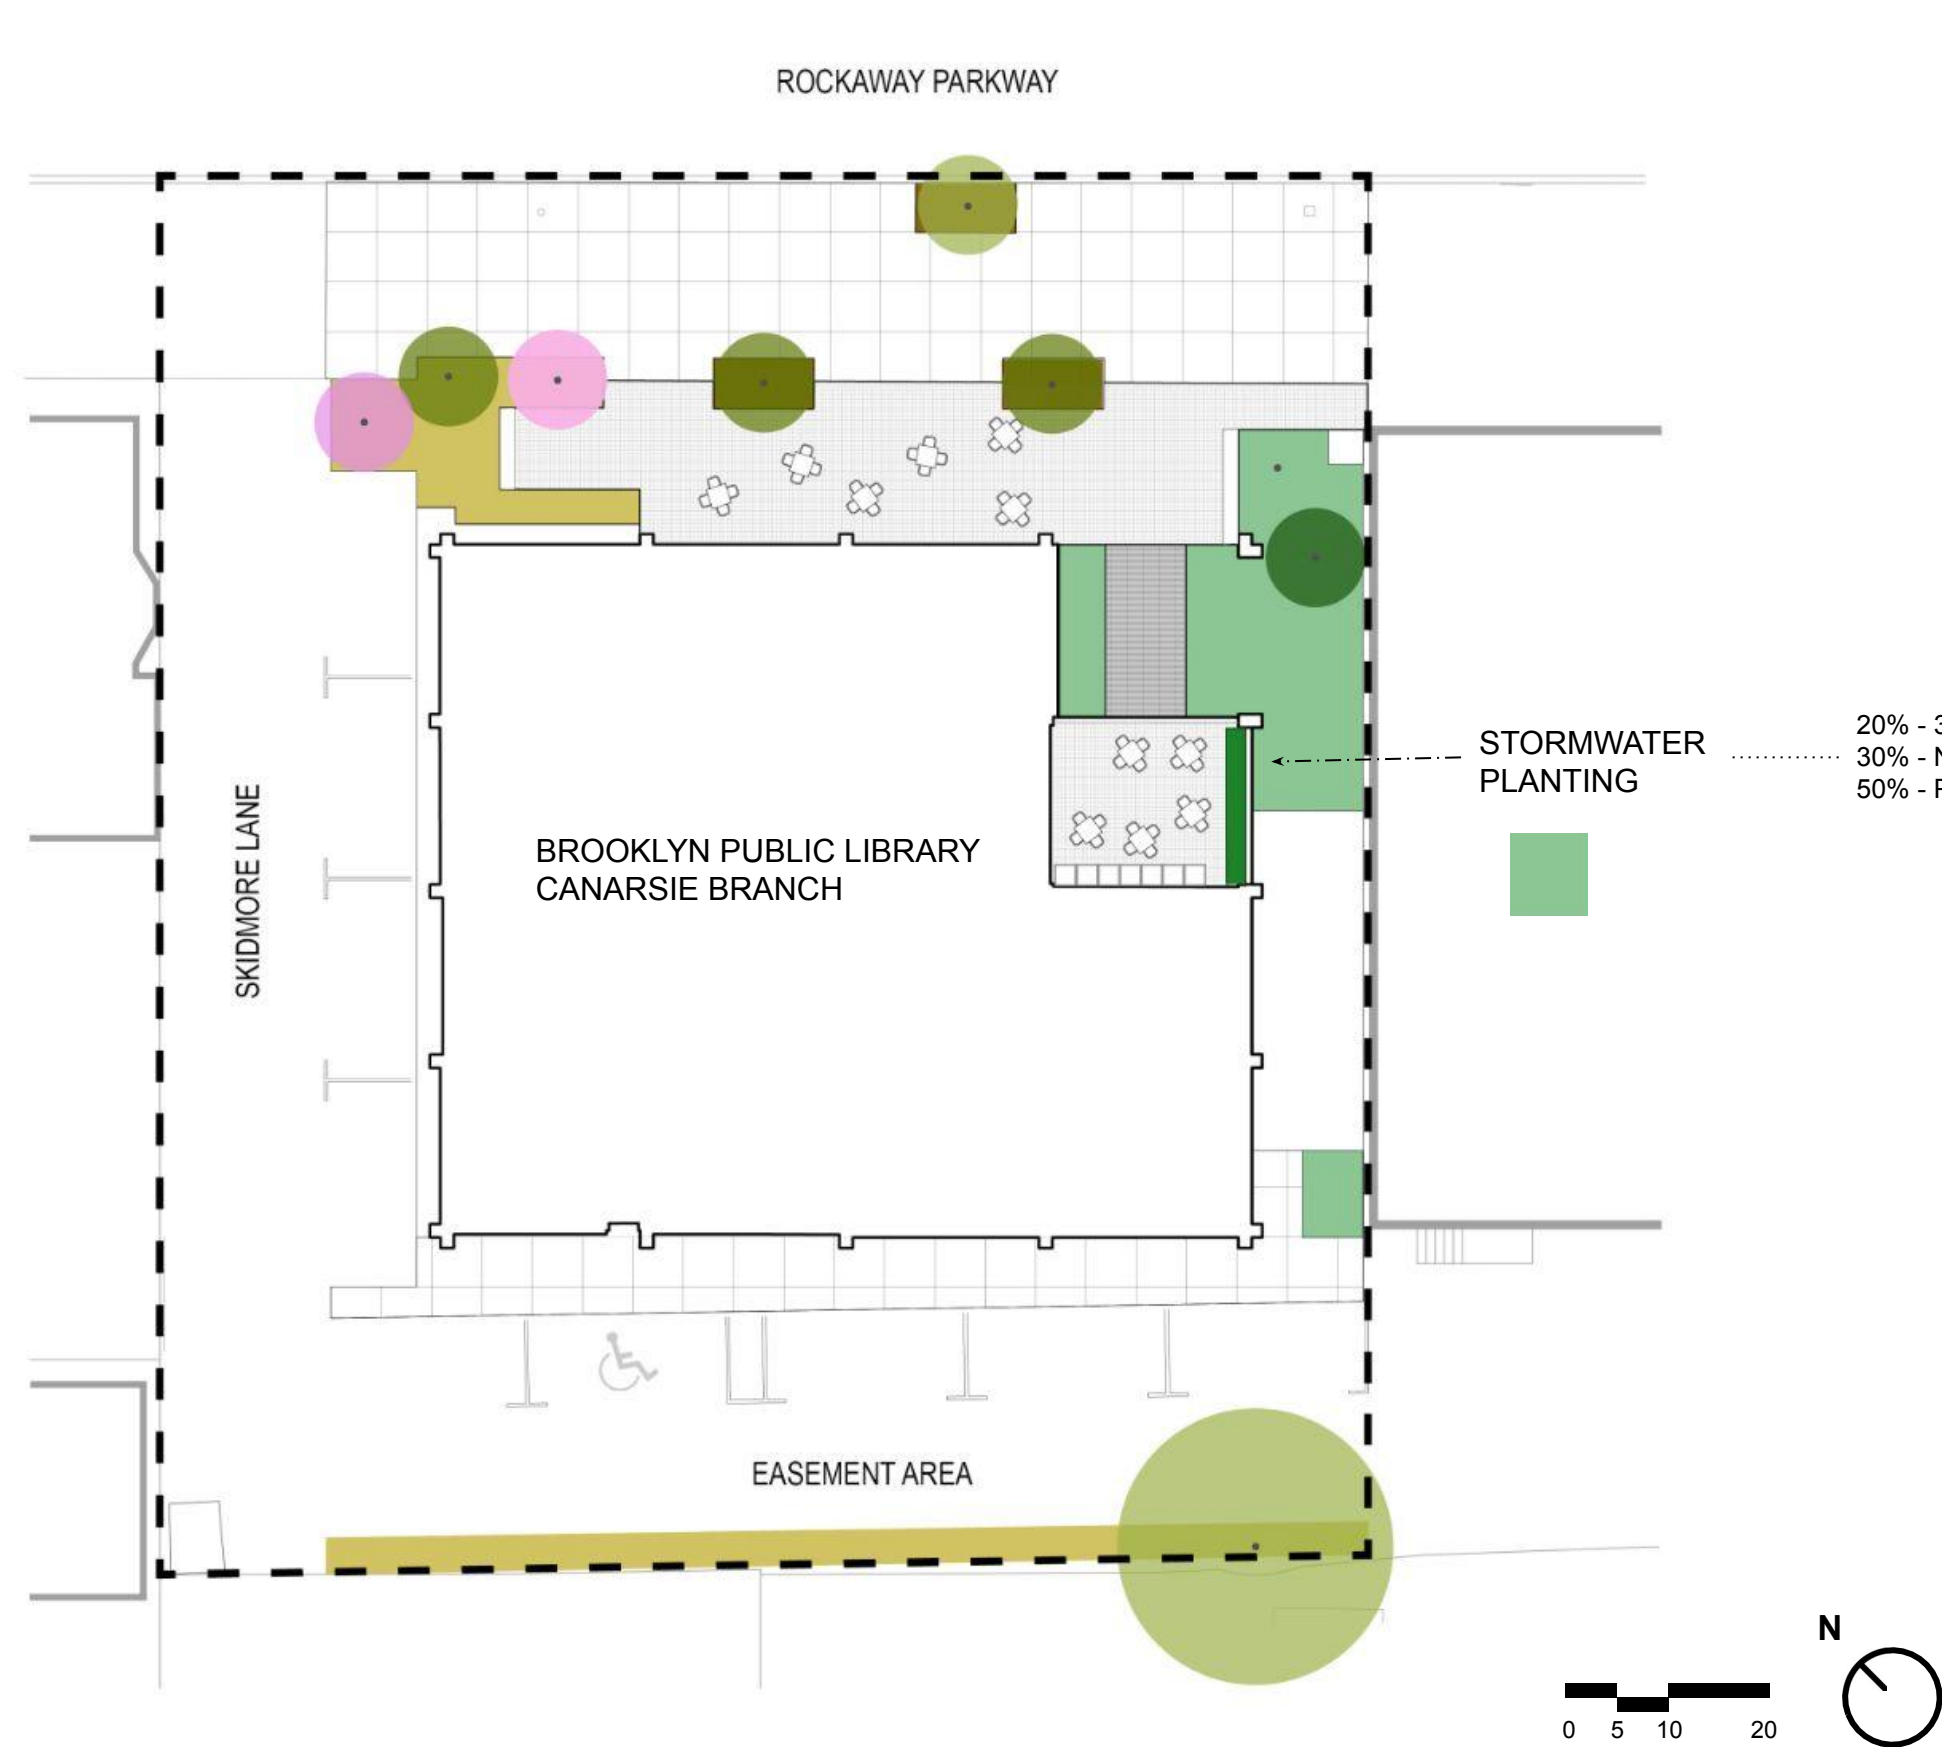 ROCKAWAY PARKWAY
STORMWATER
PLANTING
20% - 3
30% - N
50% -
SKIDMORE LANE
BROOKLYN PUBLIC LIBRARY
CANARSIE BRANCH
EASEMENT AREA
N
0 5 10 20